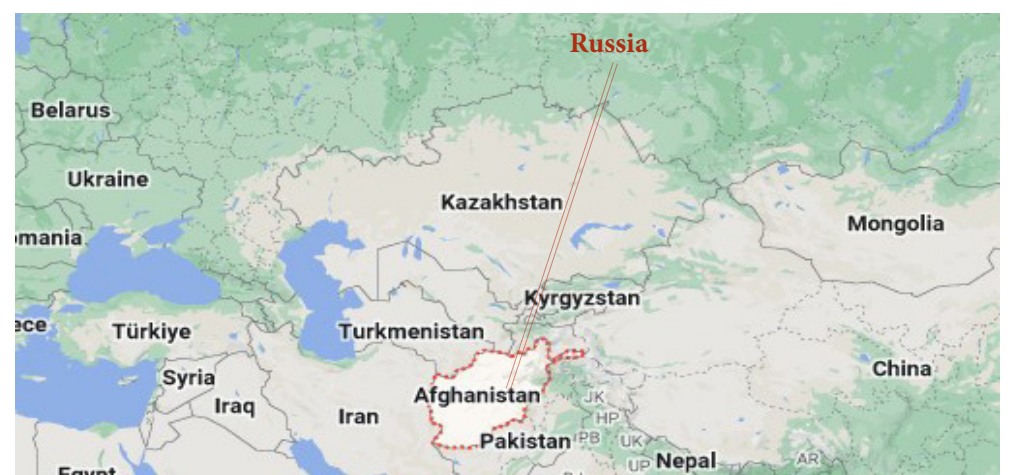 Russia
Belarus
Ukraine
Kazakhstan
Mongolia
mania
Kyrgyzstan
ece
Türkiye
Turkmenistan
China
Syria
Afghanistan
JK
Iraq
Iran
HP
Pakistan
PB
UK
UP
Nepal
AR
Egypt